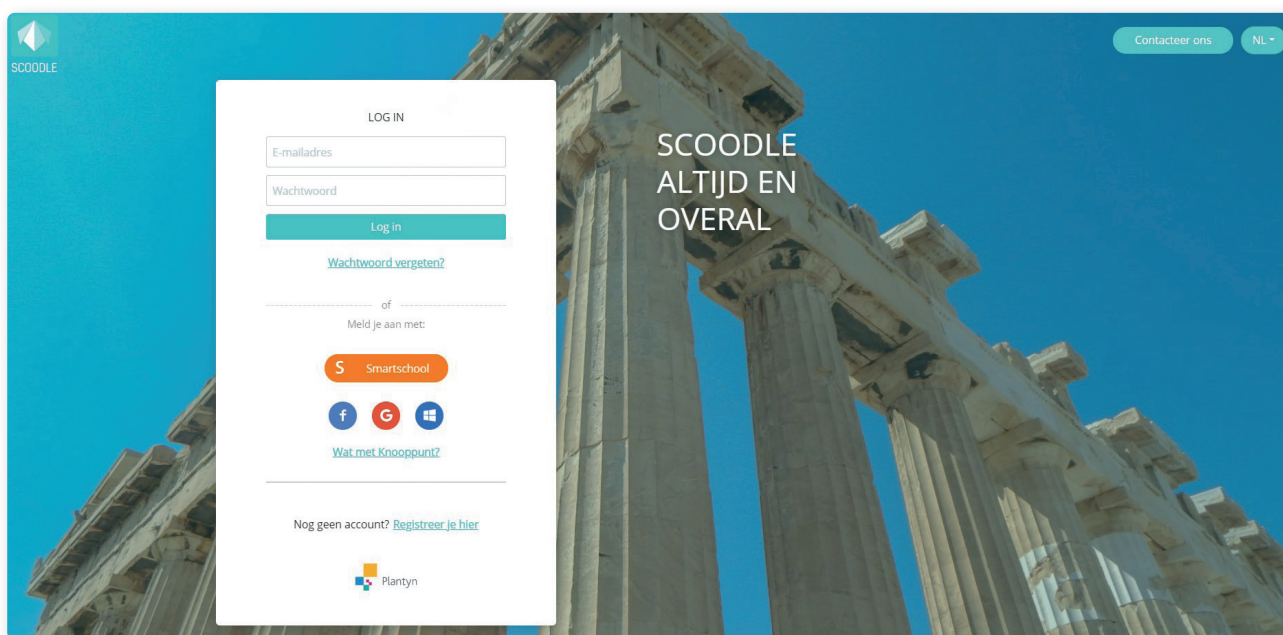 SCOODLE
Contacteer ons
NL
LOG IN
E-mailadres
Wachtwoord
Log in
Wachtwoord vergeten?
of
Meld je aan met:
S Smartschool
f G
Wat met Knooppunt?
Nog geen account? Registreer je hier
Plantyn
SCOODLE
ALTIJD EN
OVERAL